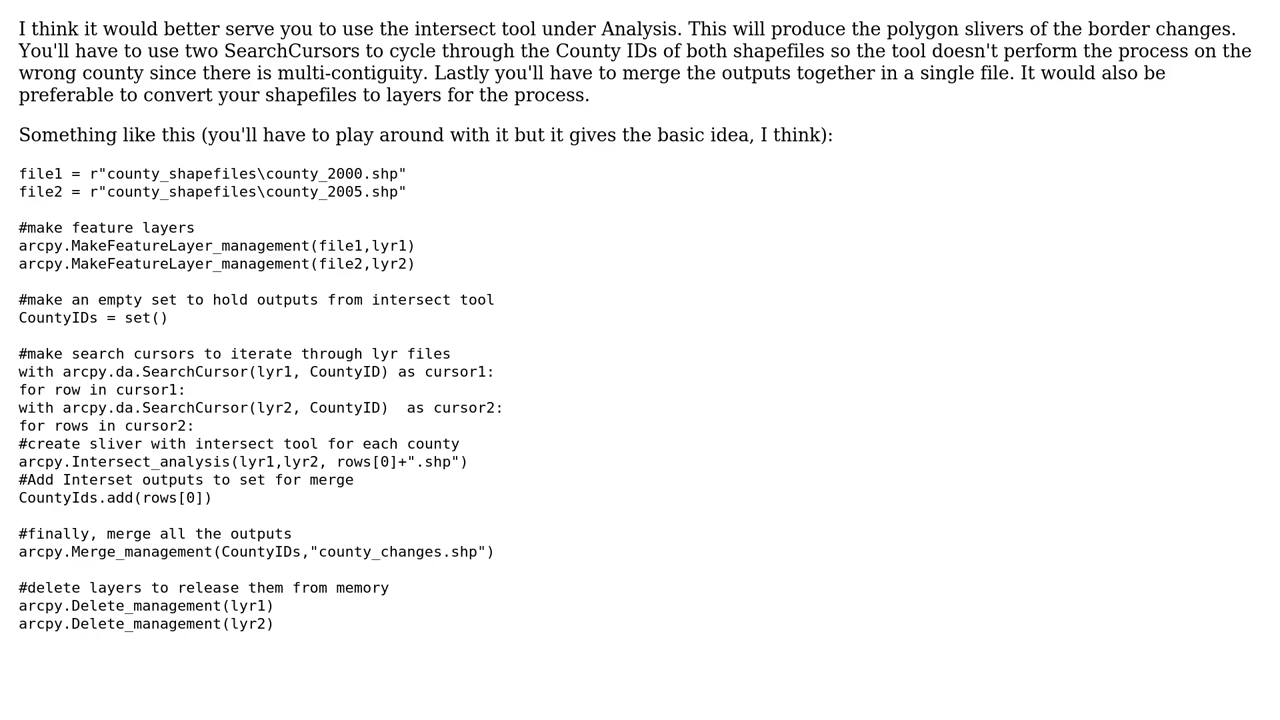 I think it would better serve you to use the intersect tool under Analysis. This will produce the polygon slivers of the border changes.
You'll have to use two SearchCursors to cycle through the County IDs of both shapefiles so the tool doesn't perform the process on the
wrong county since there is multi-contiguity. Lastly you'll have to merge the outputs together in a single file. It would also be
preferable to convert your shapefiles to layers for the process.

Something like this (you'll have to play around with it but it gives the basic idea, I think):

file1 = r"county_shapefiles\county_2000.shp"
file2 = r"county_shapefiles\county_2005.shp"

#make feature layers
arcpy.MakeFeatureLayer_management(file1,lyr1)
arcpy.MakeFeatureLayer_management(file2,lyr2)

#make an empty set to hold outputs from intersect tool
CountyIDs = set()

#make search cursors to iterate through lyr files
with arcpy.da.SearchCursor(lyr1, CountyID) as cursor1:
for row in cursor1:
with arcpy.da.SearchCursor(lyr2, CountyID)  as cursor2:
for rows in cursor2:
#create sliver with intersect tool for each county
arcpy.Intersect_analysis(lyr1,lyr2, rows[0]+".shp")
#Add Interset outputs to set for merge
CountyIds.add(rows[0])

#finally, merge all the outputs
arcpy.Merge_management(CountyIDs,"county_changes.shp")

#delete layers to release them from memory
arcpy.Delete_management(lyr1)
arcpy.Delete_management(lyr2)